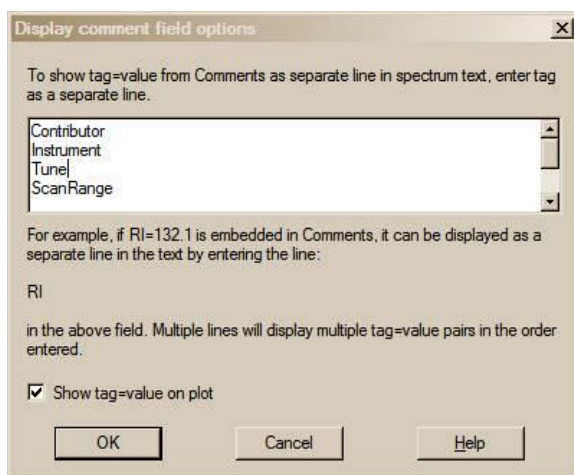 Display comment field options
To show tag=value from Comments as separate line in spectrum text, enter tag
as a separate line.
Contributor
Instrument
Tune
ScanRange
For example, if RI=132.1 is embedded in Comments, it can be displayed as a
separate line in the text by entering the line:
RI
in the above field. Multiple lines will display multiple tag=value pairs in the order
entered.
Show tag=value on plot
OK
Cancel
Help